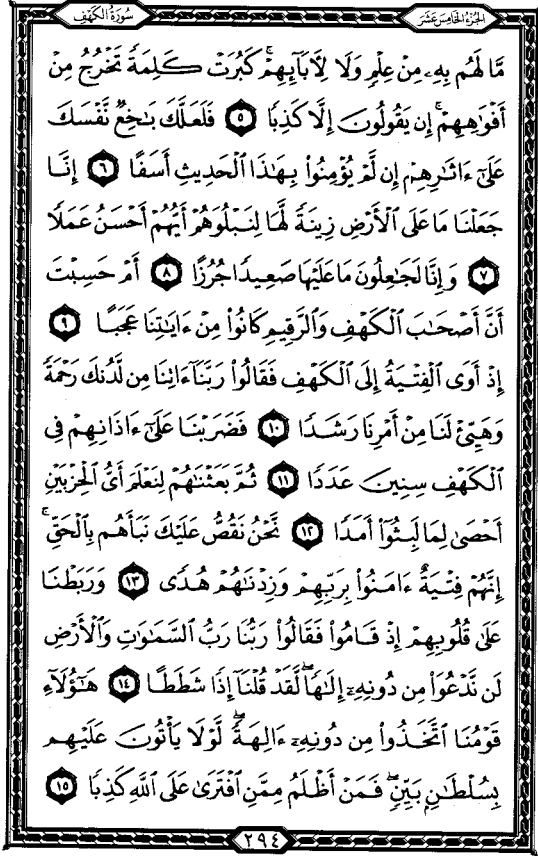 الجزء الخامس عشر
سورة الكهف
مَّا لَهُم بِهِۦ مِنْ عِلْمٍ وَلَا لِـَٔابَآئِهِمْ ۚ كَبُرَتْ كَلِمَةً تَخْرُجُ مِنْ
أَفْوَٰهِهِمْ ۚ إِن يَقُولُونَ إِلَّا كَذِبًا ٥ فَلَعَلَّكَ بَٰخِعٌ نَّفْسَكَ
عَلَىٰٓ ءَاثَٰرِهِمْ إِن لَّمْ يُؤْمِنُوا۟ بِهَٰذَا ٱلْحَدِيثِ أَسَفًا ٦ إِنَّا
جَعَلْنَا مَا عَلَى ٱلْأَرْضِ زِينَةً لَّهَا لِنَبْلُوَهُمْ أَيُّهُمْ أَحْسَنُ عَمَلًا
٧ وَإِنَّا لَجَٰعِلُونَ مَا عَلَيْهَا صَعِيدًا جُرُزًا ٨ أَمْ حَسِبْتَ
أَنَّ أَصْحَٰبَ ٱلْكَهْفِ وَٱلرَّقِيمِ كَانُوا۟ مِنْ ءَايَٰتِنَا عَجَبًا ٩
إِذْ أَوَى ٱلْفِتْيَةُ إِلَى ٱلْكَهْفِ فَقَالُوا۟ رَبَّنَآ ءَاتِنَا مِن لَّدُنكَ رَحْمَةً
وَهَيِّئْ لَنَا مِنْ أَمْرِنَا رَشَدًا ١٠ فَضَرَبْنَا عَلَىٰٓ ءَاذَانِهِمْ فِى
ٱلْكَهْفِ سِنِينَ عَدَدًا ١١ ثُمَّ بَعَثْنَٰهُمْ لِنَعْلَمَ أَىُّ ٱلْحِزْبَيْنِ
أَحْصَىٰ لِمَا لَبِثُوٓا۟ أَمَدًا ١٢ نَّحْنُ نَقُصُّ عَلَيْكَ نَبَأَهُم بِٱلْحَقِّ ۚ
إِنَّهُمْ فِتْيَةٌ ءَامَنُوا۟ بِرَبِّهِمْ وَزِدْنَٰهُمْ هُدًى ١٣ وَرَبَطْنَا
عَلَىٰ قُلُوبِهِمْ إِذْ قَامُوا۟ فَقَالُوا۟ رَبُّنَا رَبُّ ٱلسَّمَٰوَٰتِ وَٱلْأَرْضِ
لَن نَّدْعُوَا۟ مِن دُونِهِۦٓ إِلَٰهًا ۖ لَّقَدْ قُلْنَآ إِذًا شَطَطًا ١٤ هَٰٓؤُلَآءِ
قَوْمُنَا ٱتَّخَذُوا۟ مِن دُونِهِۦٓ ءَالِهَةً ۖ لَّوْلَا يَأْتُونَ عَلَيْهِم
بِسُلْطَٰنٍۭ بَيِّنٍ ۖ فَمَنْ أَظْلَمُ مِمَّنِ ٱفْتَرَىٰ عَلَى ٱللَّهِ كَذِبًا ١٥
٢٩٤